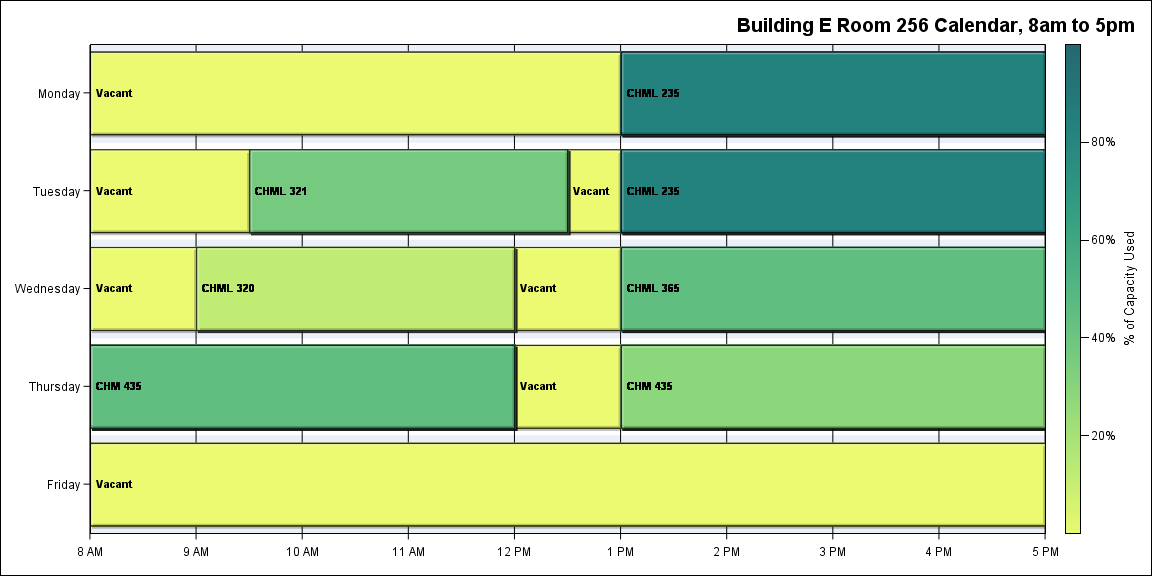 Building E Room 256 Calendar, 8am to 5pm
Monday
Vacant
CHML 235
Tuesday
Vacant
CHML 321
Vacant
CHML 235
Wednesday
Vacant
CHML 320
Vacant
CHML 365
Thursday
CHM 435
Vacant
CHM 435
Friday
Vacant
8 AM
9 AM
10 AM
11 AM
12 PM
1 PM
2 PM
3 PM
4 PM
5 PM
80%
60%
40%
20%
% of Capacity Used